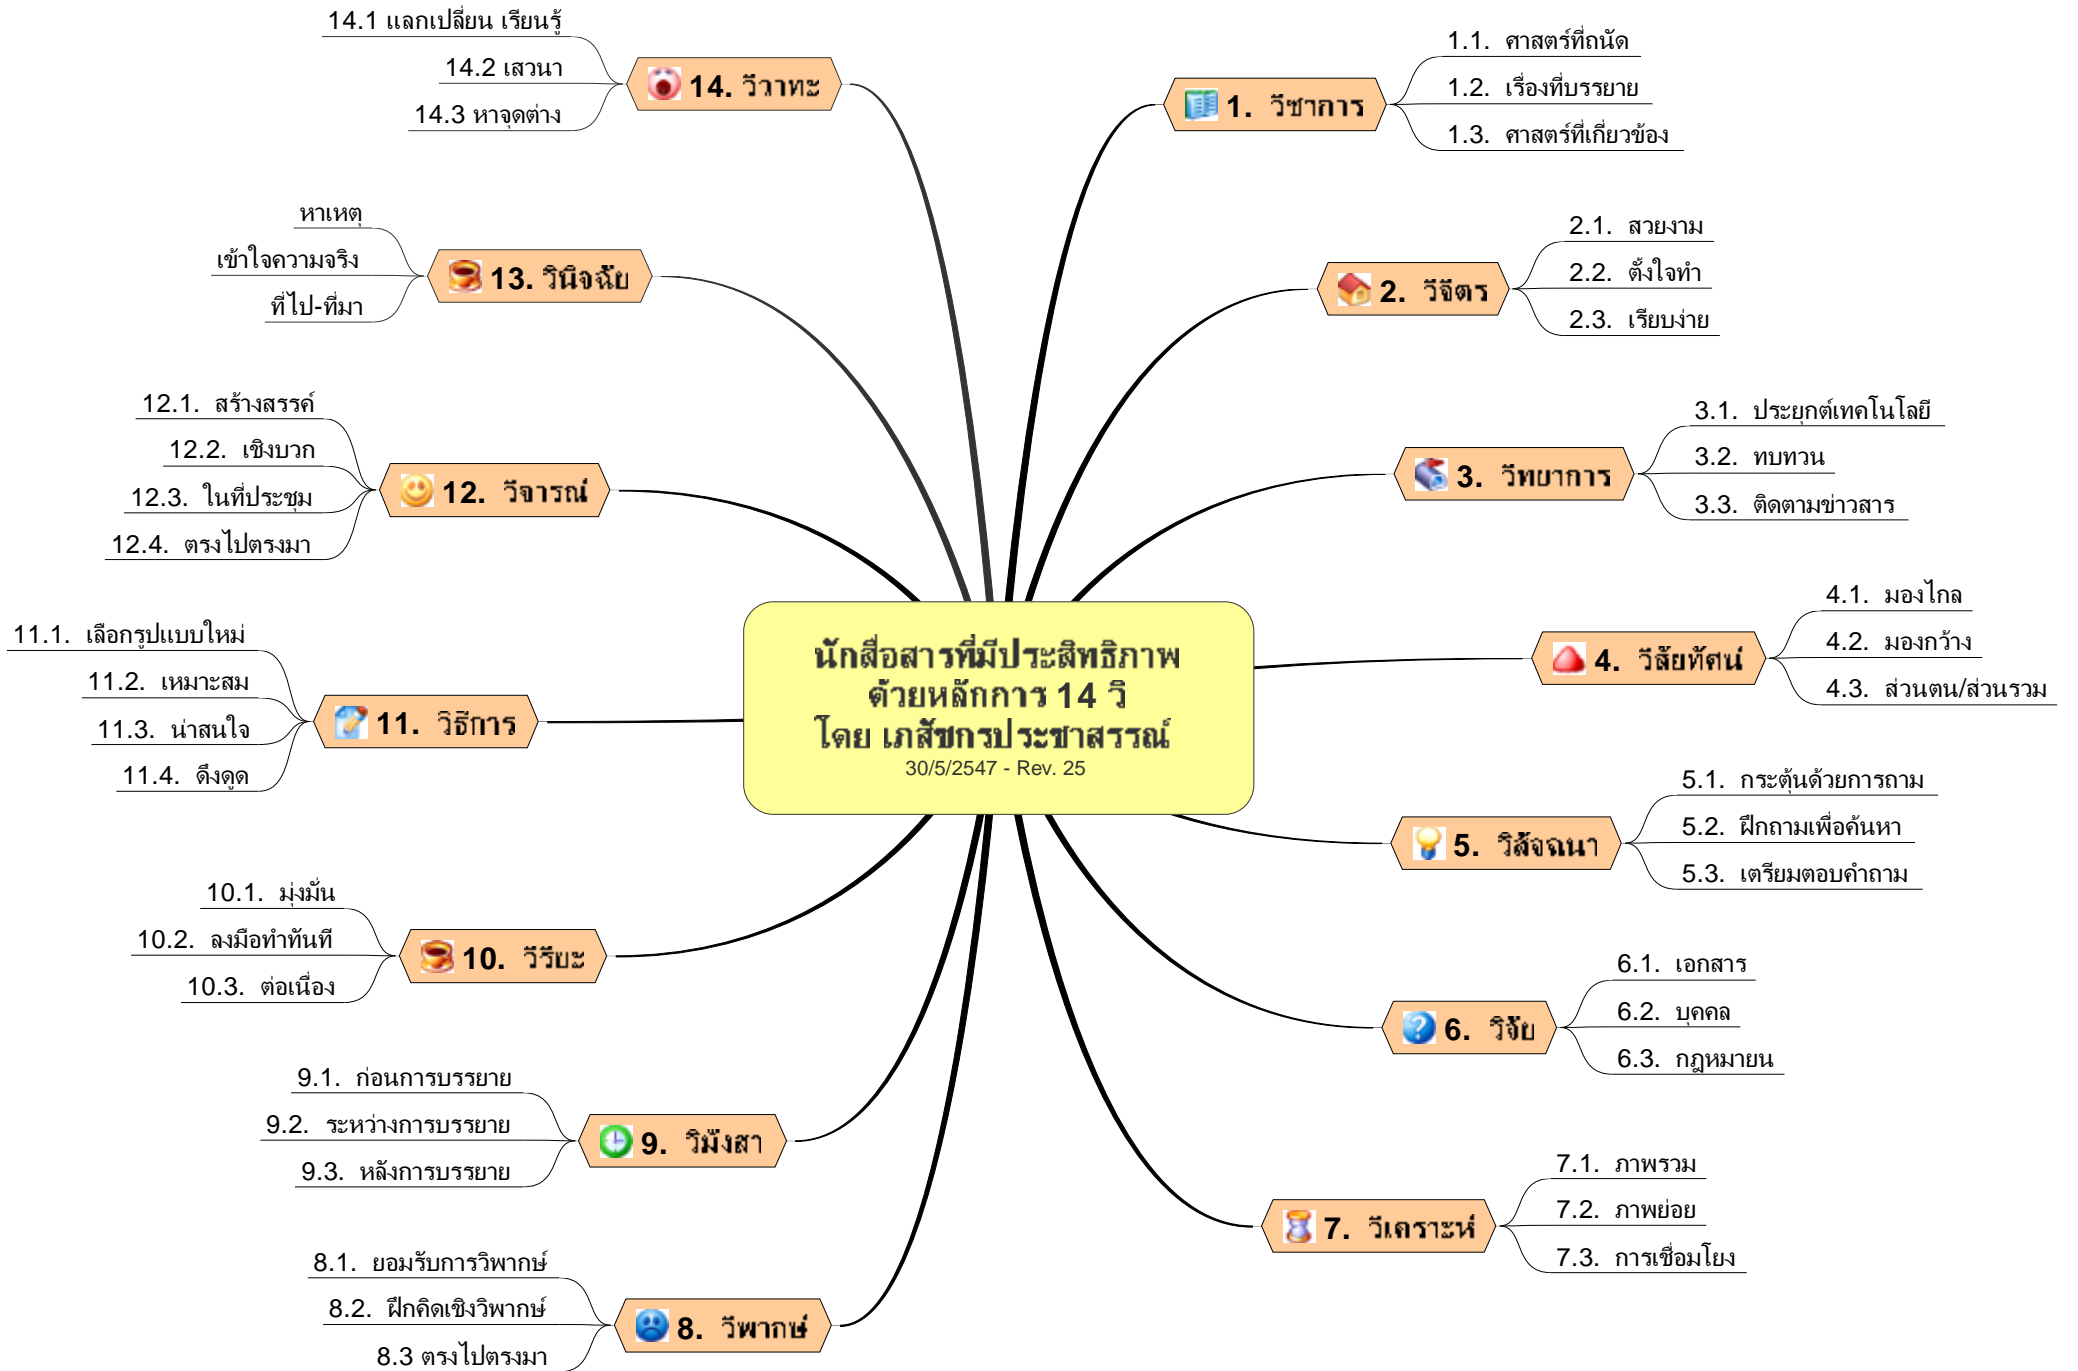 นักสื่อสารที่มีประสิทธิภาพ
ด้วยหลักการ 14 วิ
โดย เภสัชกรประชาสรรณ์
30/5/2547 - Rev. 25
1. วิชาการ
1.1. ศาสตร์ที่ถนัด
1.2. เรื่องที่บรรยาย
1.3. ศาสตร์ที่เกี่ยวข้อง
2. วิจิตร
2.1. สวยงาม
2.2. ตั้งใจทำ
2.3. เรียบง่าย
3. วิทยาการ
3.1. ประยุกต์เทคโนโลยี
3.2. ทบทวน
3.3. ติดตามข่าวสาร
4. วิสัยทัศน์
4.1. มองไกล
4.2. มองกว้าง
4.3. ส่วนตน/ส่วนรวม
5. วิสัจฉนา
5.1. กระตุ้นด้วยการถาม
5.2. ฝึกถามเพื่อค้นหา
5.3. เตรียมตอบคำถาม
6. วิจัย
6.1. เอกสาร
6.2. บุคคล
6.3. กฎหมายน
7. วิเคราะห์
7.1. ภาพรวม
7.2. ภาพย่อย
7.3. การเชื่อมโยง
8. วิพากษ์
8.1. ยอมรับการวิพากษ์
8.2. ฝึกคิดเชิงวิพากษ์
8.3 ตรงไปตรงมา
9. วิมังสา
9.1. ก่อนการบรรยาย
9.2. ระหว่างการบรรยาย
9.3. หลังการบรรยาย
10. วิริยะ
10.1. มุ่งมั่น
10.2. ลงมือทำทันที
10.3. ต่อเนื่อง
11. วิธีการ
11.1. เลือกรูปแบบใหม่
11.2. เหมาะสม
11.3. น่าสนใจ
11.4. ดึงดูด
12. วิจารณ์
12.1. สร้างสรรค์
12.2. เชิงบวก
12.3. ในที่ประชุม
12.4. ตรงไปตรงมา
13. วินิจฉัย
หาเหตุ
เข้าใจความจริง
ที่ไป-ที่มา
14. วิวาทะ
14.1 แลกเปลี่ยน เรียนรู้
14.2 เสวนา
14.3 หาจุดต่าง